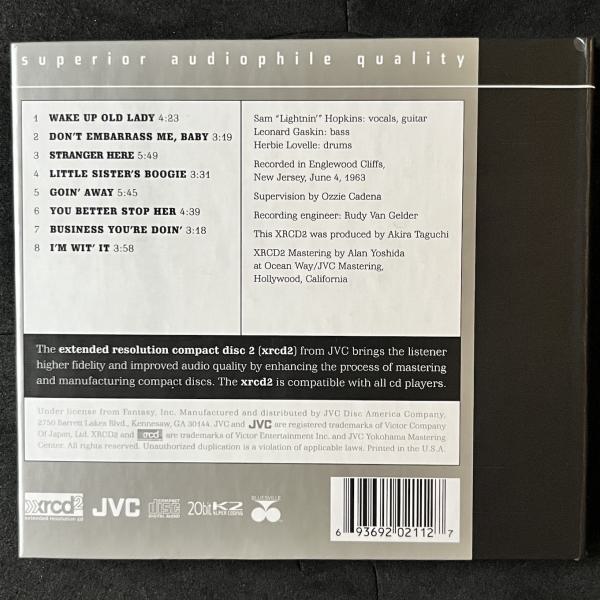 superior audiophile quality
1 WAKE UP OLD LADY 4:23
2 DON'T EMBARRASS ME, BABY 3:19
3 STRANGER HERE 5:49
4 LITTLE SISTER'S BOOGIE 3:31
5 GOIN' AWAY 5:45
6 YOU BETTER STOP HER 4:39
7 BUSINESS YOU'RE DOIN' 3:18
8 I'M WIT' IT 3:58
Sam "Lightnin'" Hopkins: vocals, guitar
Leonard Gaskin: bass
Herbie Lovelle: drums
Recorded in Englewood Cliffs,
New Jersey, June 4, 1963
Supervision by Ozzie Cadena
Recording engineer: Rudy Van Gelder
This XRCD2 was produced by Akira Taguchi
XRCD2 Mastering by Alan Yoshida
at Ocean Way/JVC Mastering,
Hollywood, California
The extended resolution compact disc 2 (xrcd2) from JVC brings the listener
higher fidelity and improved audio quality by enhancing the process of mastering
and manufacturing compact discs. The xrcd2 is compatible with all cd players.
Under license from Fantasy, Inc. Manufactured and distributed by JVC Disc America Company,
2750 Barrett Lakes Blvd., Kennesaw, GA 30144. JVC and JVC are registered trademarks of Victor Company
Of Japan, Ltd. XRCD2 and xrcd2 are trademarks of Victor Entertainment Inc. and JVC Yokohama Mastering
Center. All rights reserved. Unauthorized duplication is a violation of applicable laws. Printed in the U.S.A.
xrcd2
extended resolution cd
JVC
COMPACT
disc
DIGITAL AUDIO
20bit K2
SUPER CODING
BLUESVILLE
6 93692 02112 7